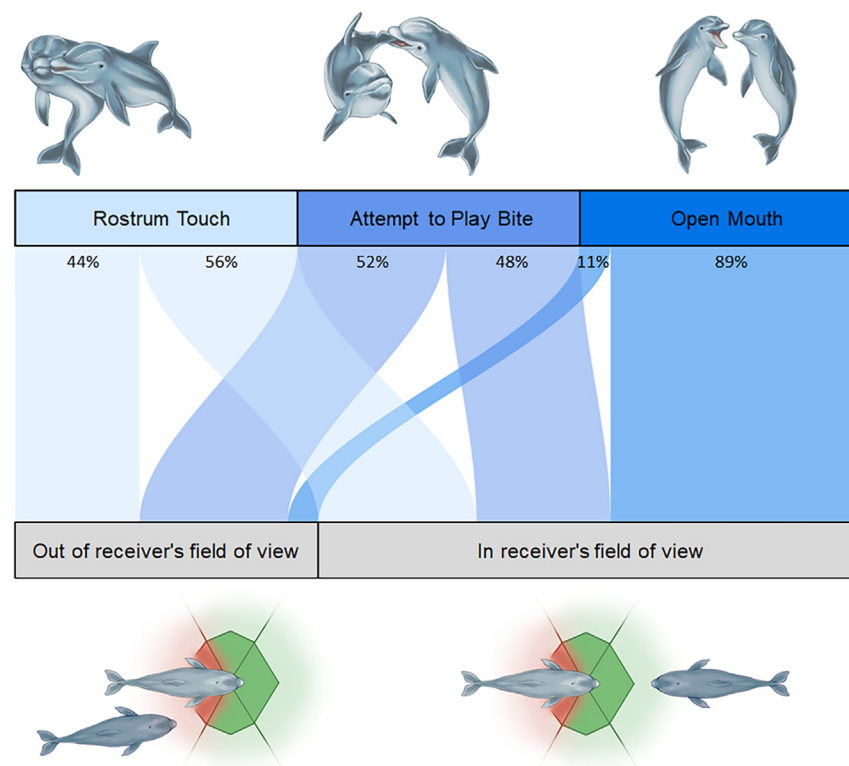 Rostrum Touch
Attempt to Play Bite
Open Mouth
44%
56%
52%
48%
11%
89%
Out of receiver's field of view
In receiver's field of view